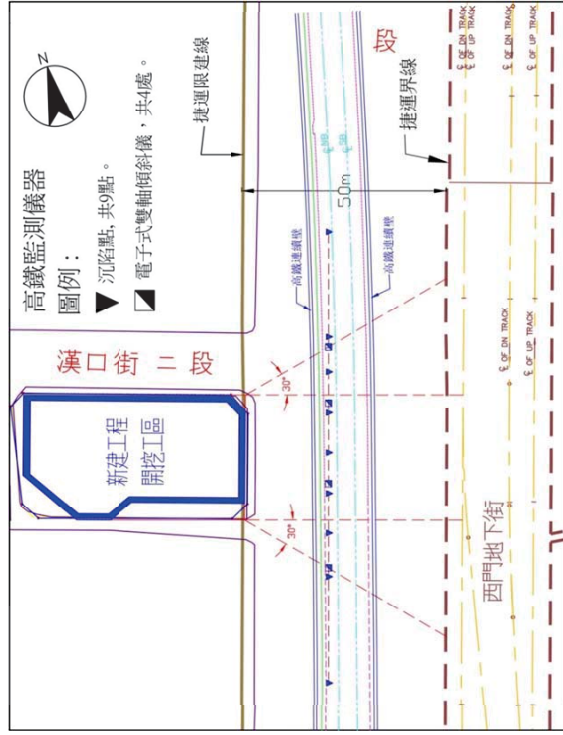 高鐵監測儀器
圖例：
沉陷點, 共9點。
電子式雙軸傾斜儀，共4處。
N
捷運限建線
漢口街 二 段
段
新建工程
開挖工區
30°
30°
高鐵連續壁
高鐵連續壁
℄ NB
℄ SB
50m
捷運界線
西門地下街
℄ OF DN TRACK
℄ OF UP TRACK
℄ OF DN TRACK
℄ OF UP TRACK
℄ OF DN TRACK
℄ OF UP TRACK